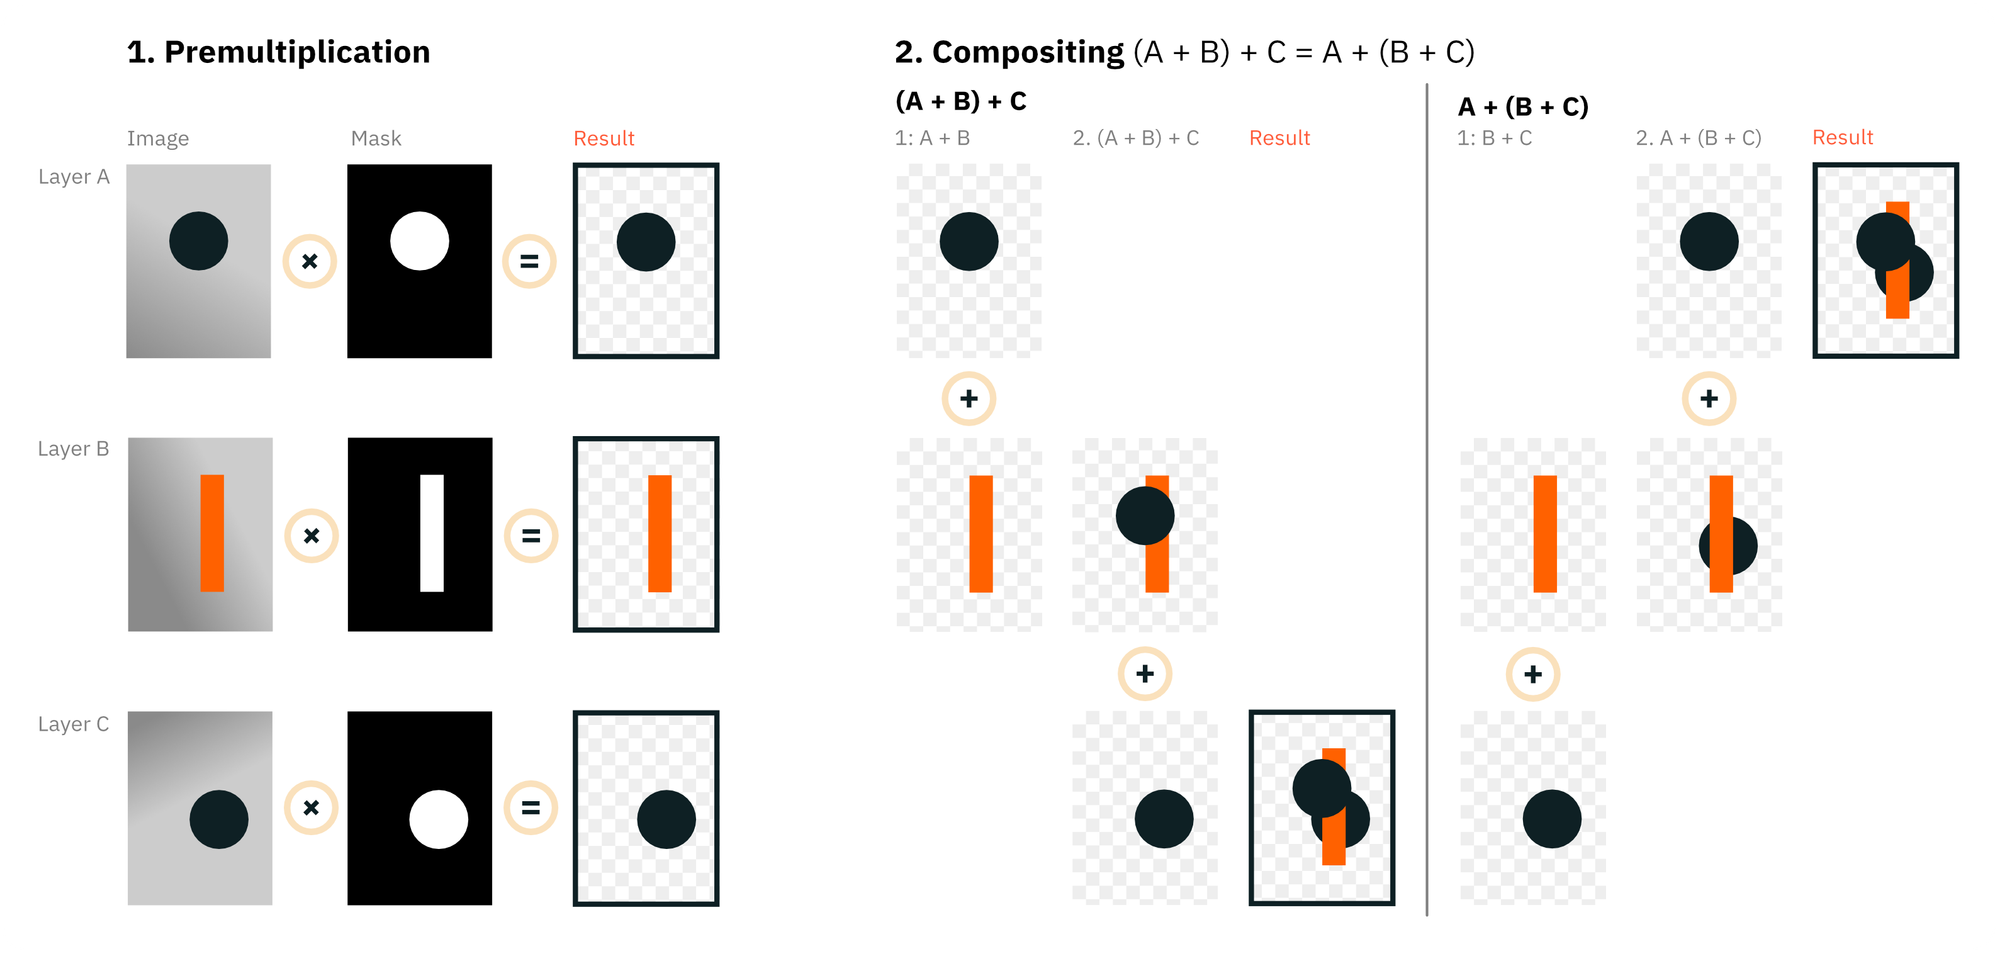 1. Premultiplication
Image
Mask
Result
Layer A
×
=
Layer B
×
=
Layer C
×
=
2. Compositing (A + B) + C = A + (B + C)
(A + B) + C
1: A + B
2. (A + B) + C
Result
+
+
A + (B + C)
1: B + C
2. A + (B + C)
Result
+
+